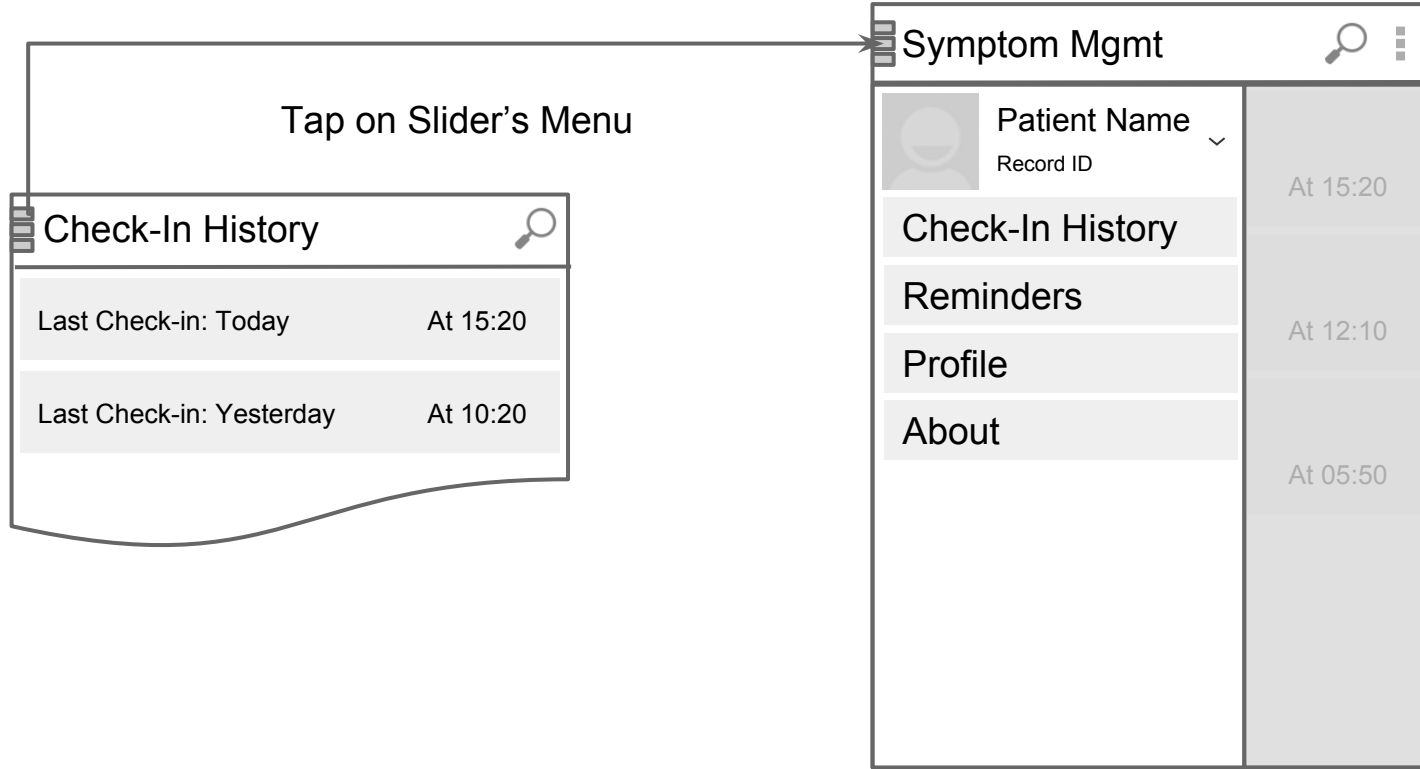 Tap on Slider’s Menu
Check-In History
Last Check-in: Today At 15:20
Last Check-in: Yesterday At 10:20
Symptom Mgmt
Patient Name
Record ID
Check-In History
Reminders
Profile
About
At 15:20
At 12:10
At 05:50